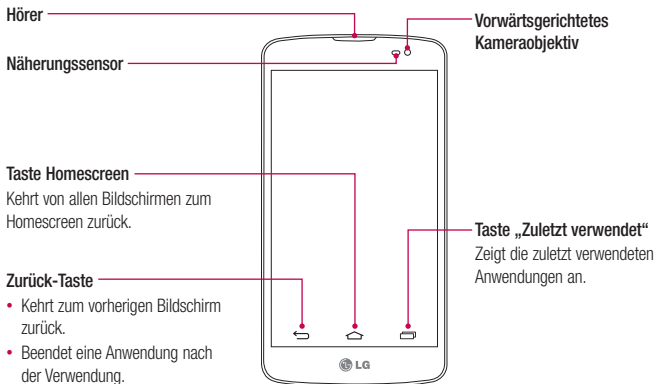 Hörer
Näherungssensor
Taste Homescreen
Kehrt von allen Bildschirmen zum
Homescreen zurück.
Zurück-Taste
• Kehrt zum vorherigen Bildschirm
zurück.
• Beendet eine Anwendung nach
der Verwendung.
Vorwärtsgerichtetes
Kameraobjektiv
Taste „Zuletzt verwendet“
Zeigt die zuletzt verwendeten
Anwendungen an.
LG